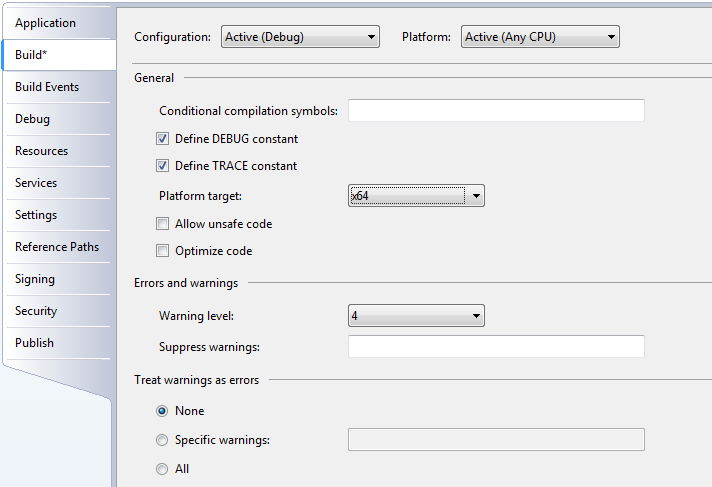 Application
Build*
Build Events
Debug
Resources
Services
Settings
Reference Paths
Signing
Security
Publish
Configuration: Active (Debug) Platform: Active (Any CPU)
General
Conditional compilation symbols:
Define DEBUG constant
Define TRACE constant
Platform target: x64
Allow unsafe code
Optimize code
Errors and warnings
Warning level: 4
Suppress warnings:
Treat warnings as errors
None
Specific warnings:
All